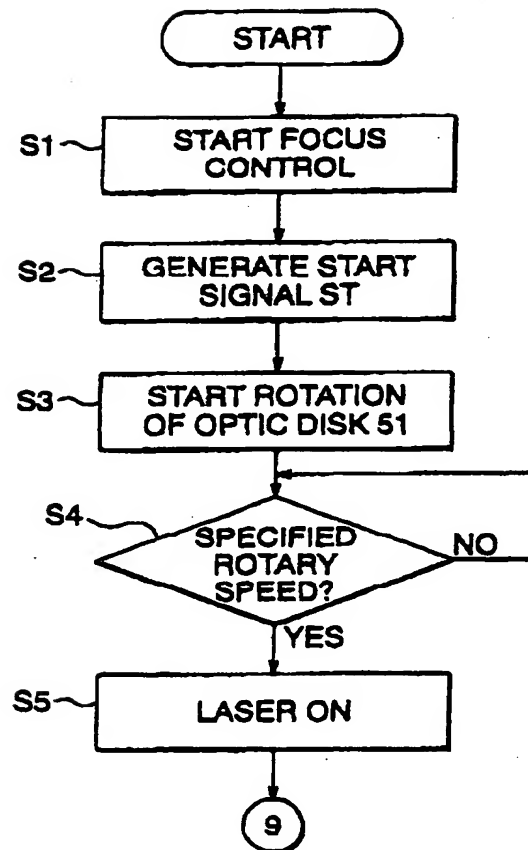 START
S1
START FOCUS
CONTROL
S2
GENERATE START
SIGNAL ST
S3
START ROTATION
OF OPTIC DISK 51
S4
SPECIFIED
ROTARY
SPEED?
NO
YES
S5
LASER ON
9